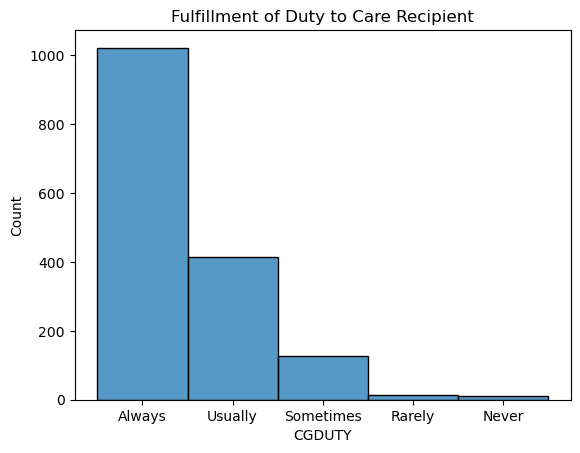 Fulfillment of Duty to Care Recipient
Count
1000
800
600
400
200
0
Always Usually Sometimes Rarely Never
CGDUTY